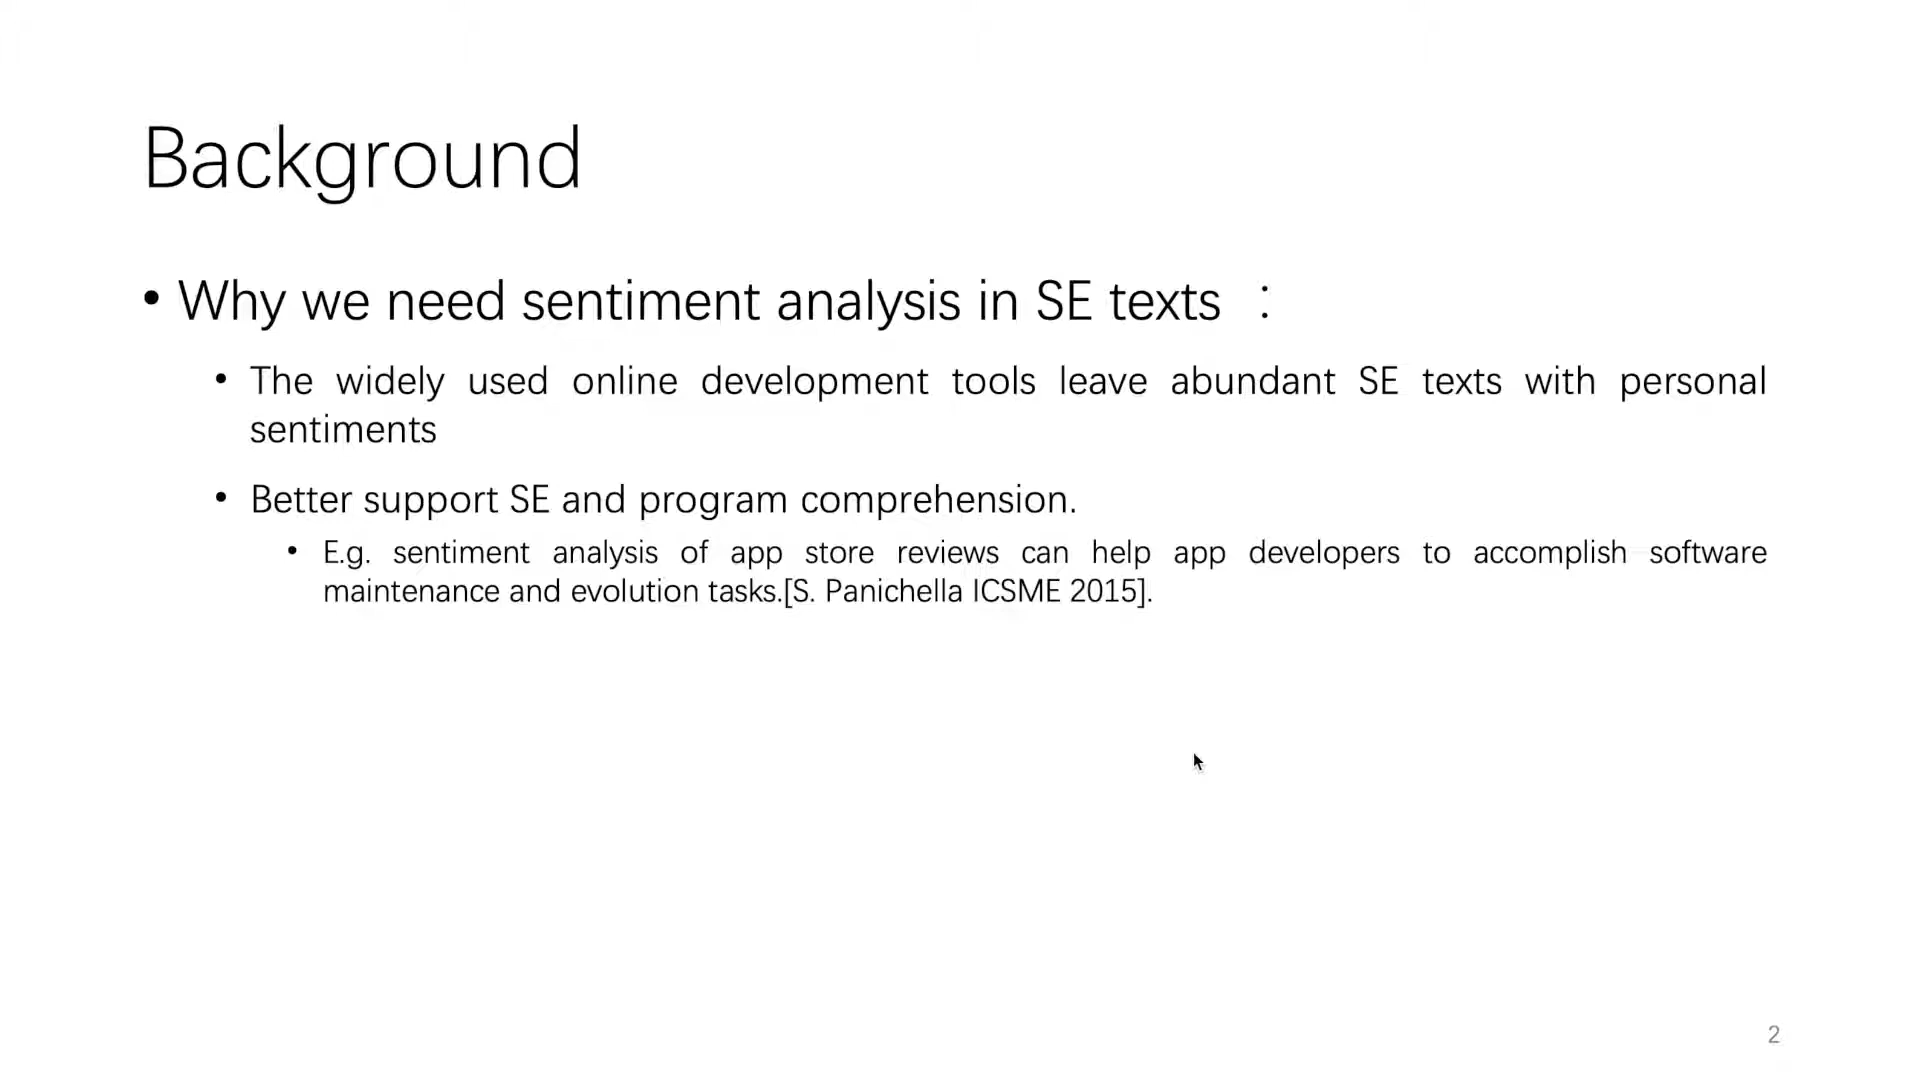 Background
• Why we need sentiment analysis in SE texts ：
• The widely used online development tools leave abundant SE texts with personal
sentiments
• Better support SE and program comprehension.
• E.g. sentiment analysis of app store reviews can help app developers to accomplish software
maintenance and evolution tasks.[S. Panichella ICSME 2015].
2